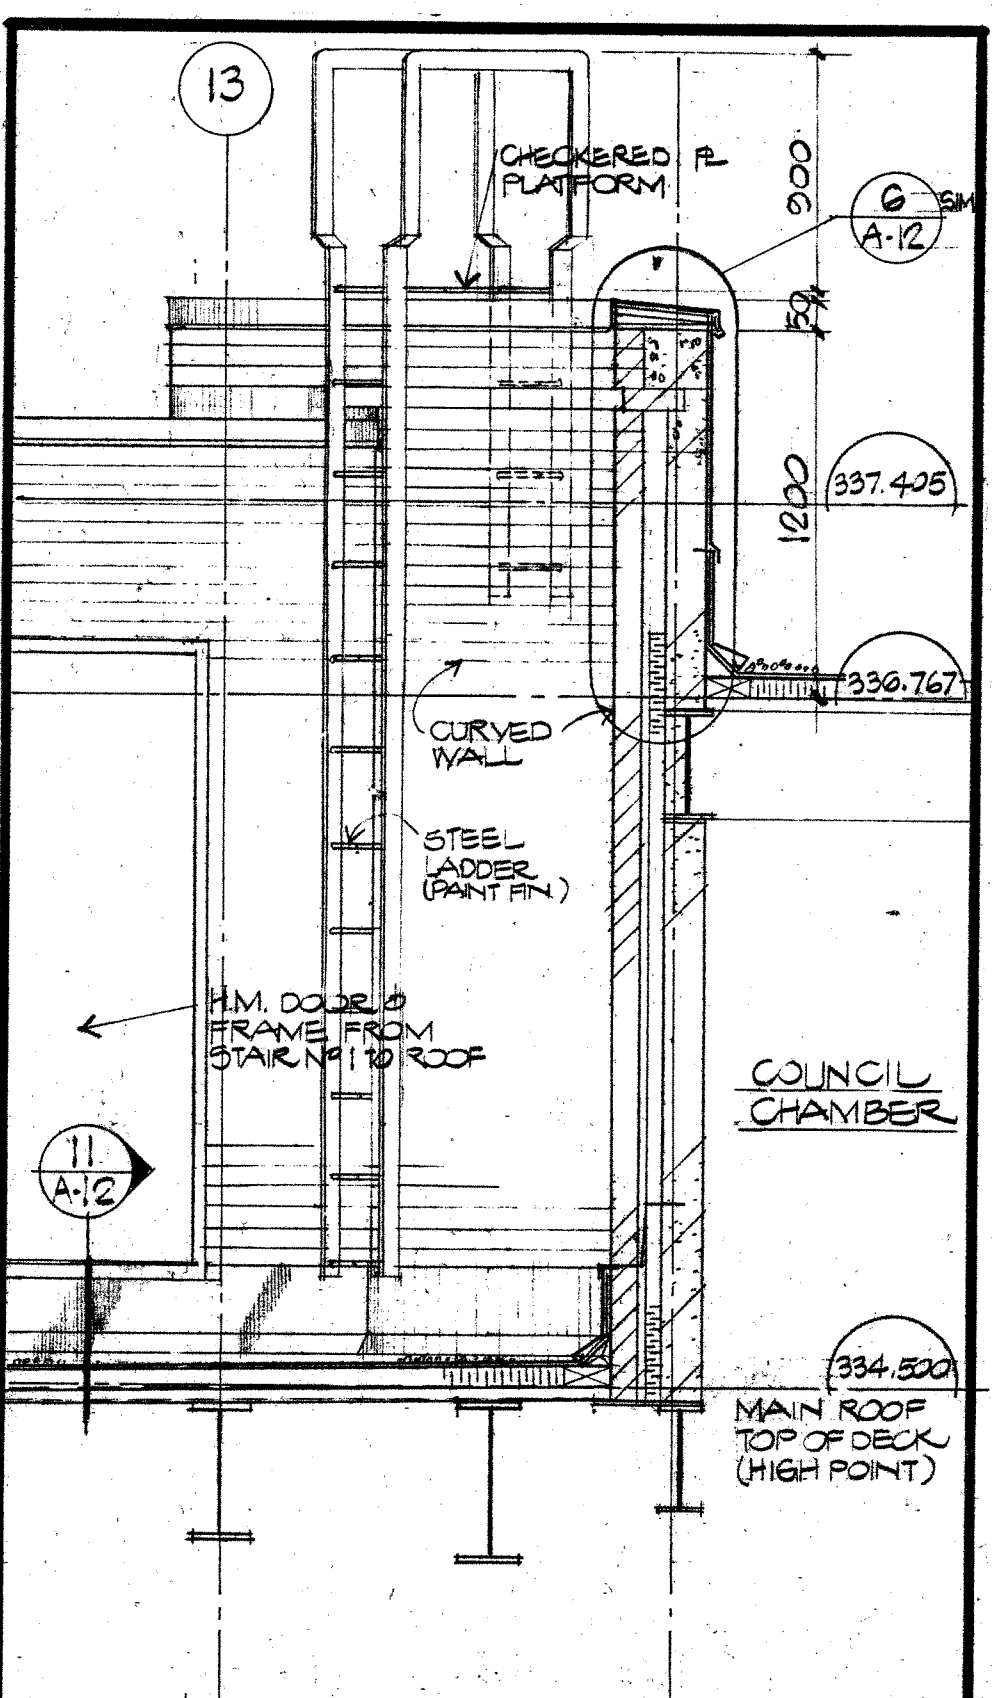 13
CHECKERED PL
PLATFORM
900
6
SIM
A-12
50
1200
337.405
336.767
CURVED
WALL
STEEL
LADDER
(PAINT FIN.)
H.M. DOOR &
FRAME FROM
STAIR Nº 1 TO ROOF
COUNCIL
CHAMBER
11
A-12
334.500
MAIN ROOF
TOP OF DECK
(HIGH POINT)